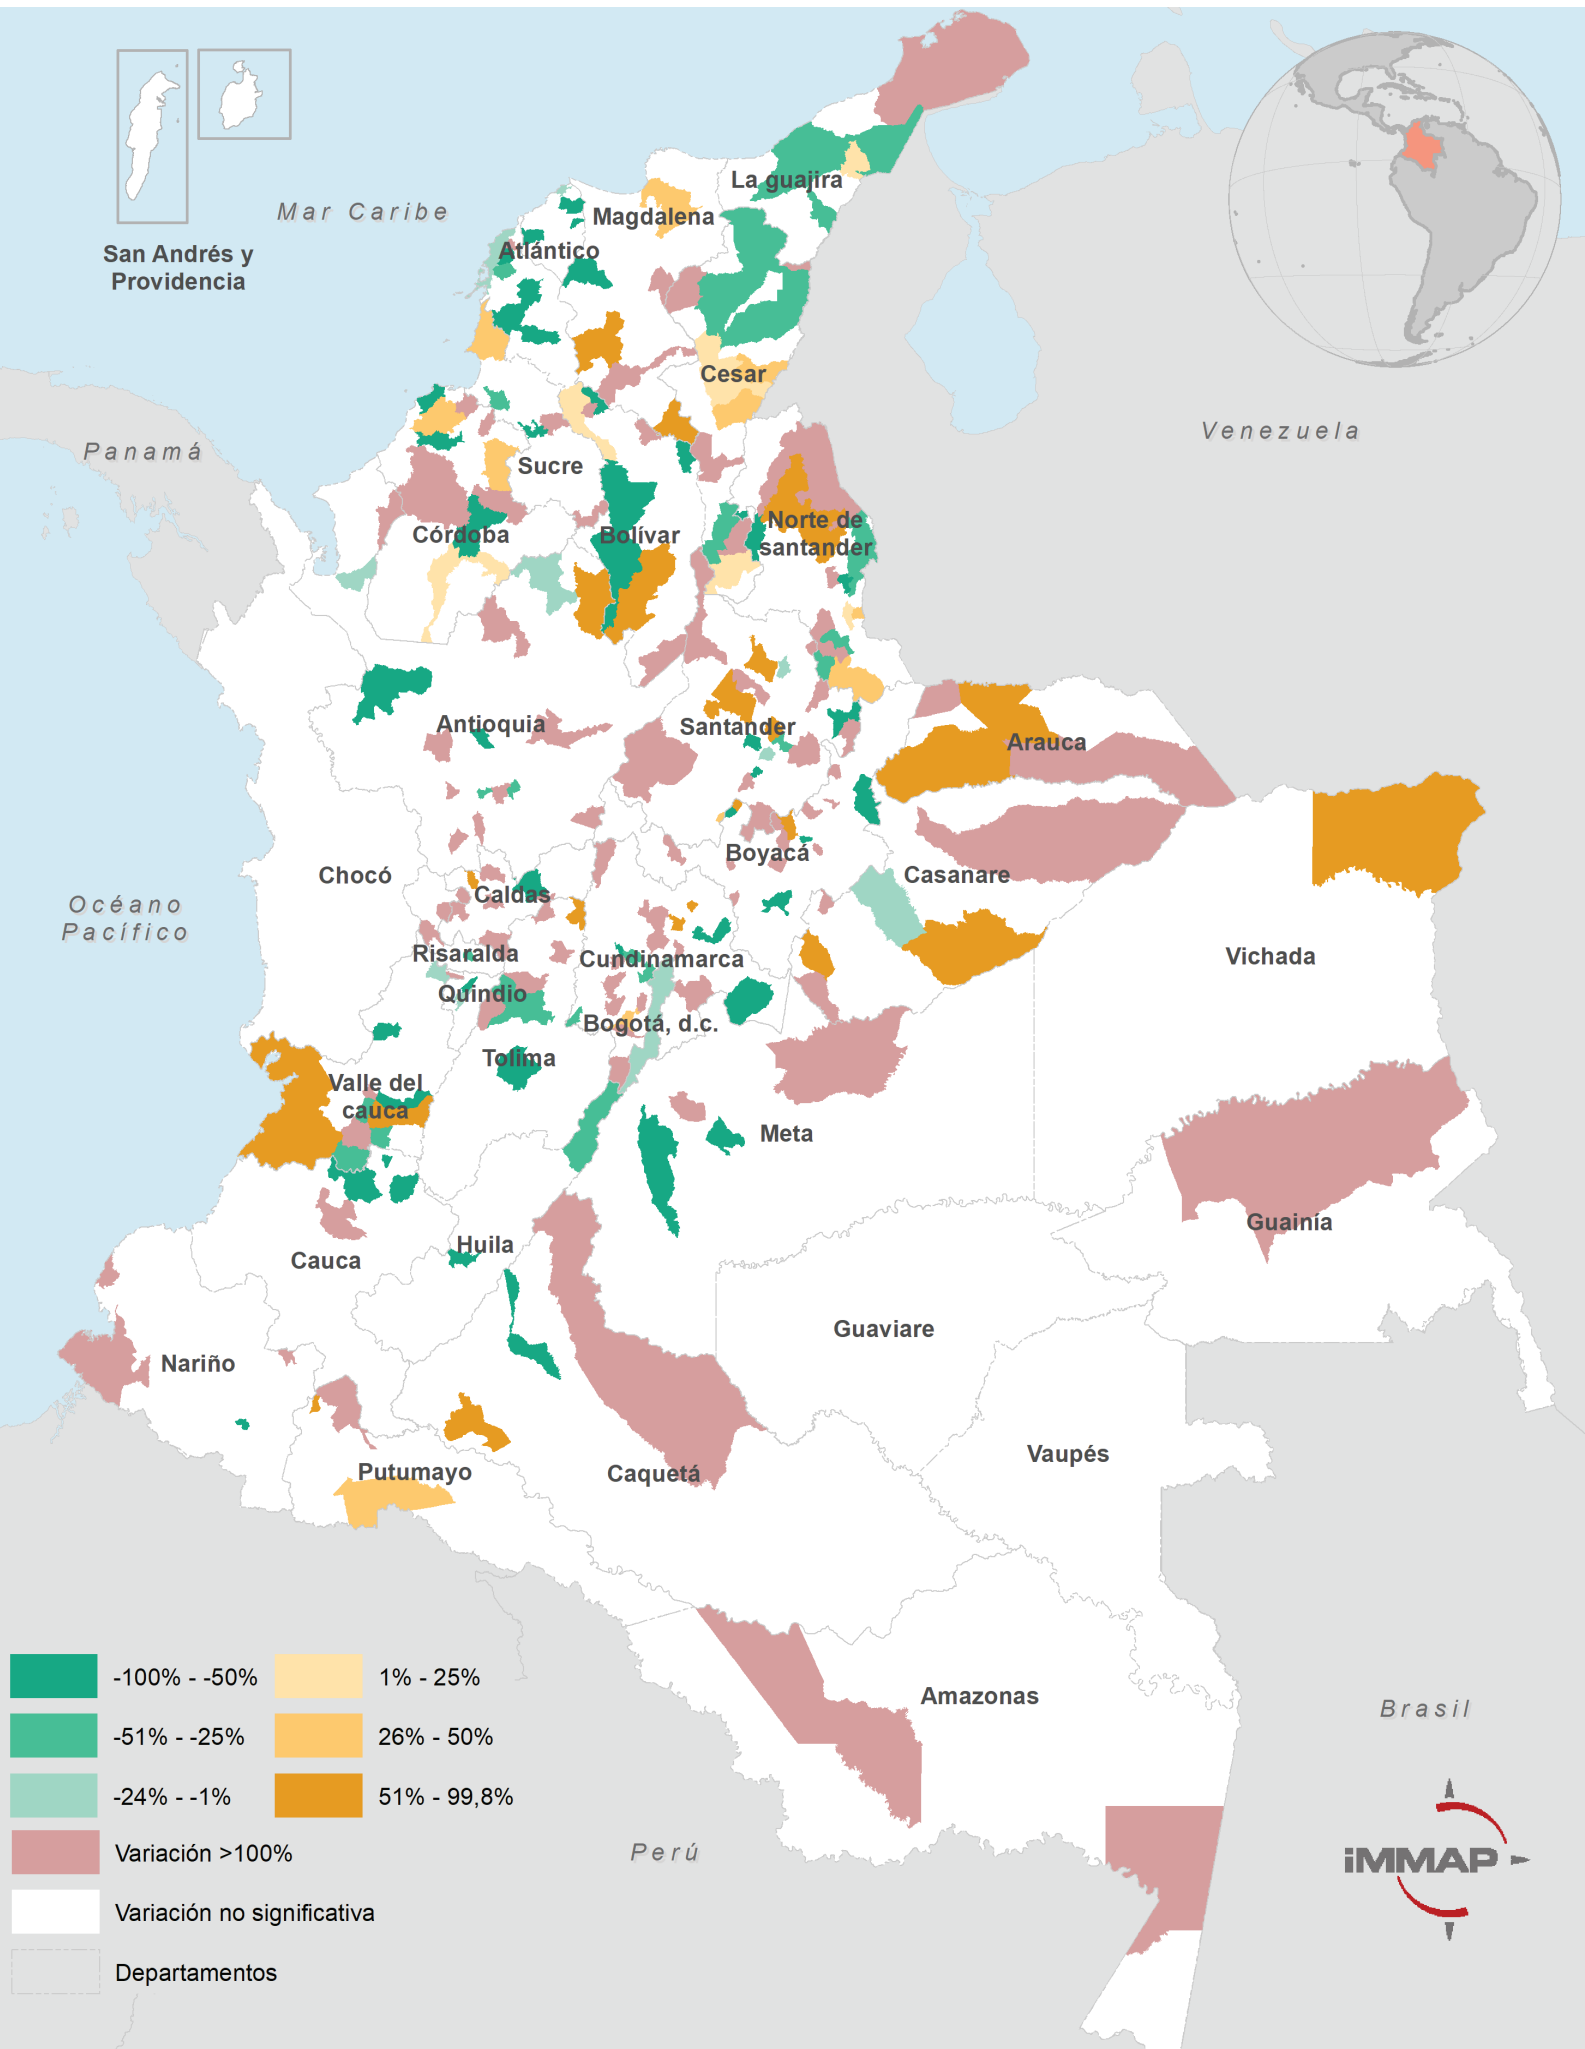 La guajira
Mar Caribe
Magdalena
Atlántico
San Andrés y
Providencia
Cesar
Venezuela
Panamá
Sucre
Norte de
santander
Córdoba
Bolívar
Antioquia
Santander
Arauca
Boyacá
Chocó
Casanare
Caldas
Océano
Pacífico
Risaralda
Cundinamarca
Vichada
Quindio
Bogotá, d.c.
Tolima
Valle del
cauca
Meta
Guainía
Huila
Cauca
Guaviare
Nariño
Vaupés
Putumayo
Caquetá
-100% - -50%
1% - 25%
Amazonas
Brasil
-51% - -25%
26% - 50%
-24% - -1%
51% - 99,8%
Variación >100%
Perú
iMMAP
Variación no significativa
Departamentos